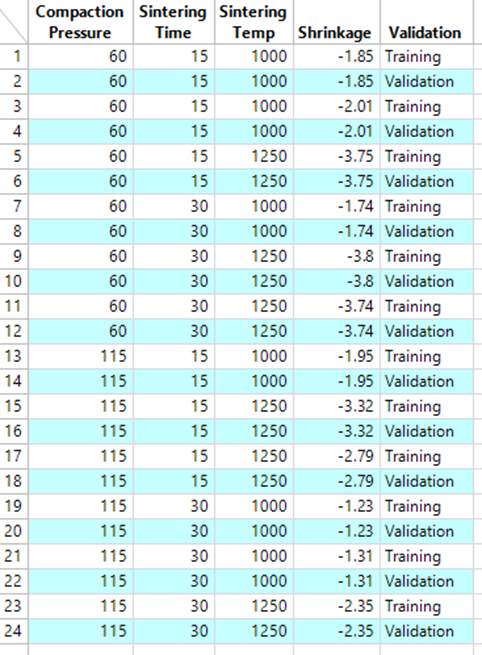 Compaction Sintering Sintering
Pressure Time Temp Shrinkage Validation
1 60 15 1000 -1.85 Training
2 60 15 1000 -1.85 Validation
3 60 15 1000 -2.01 Training
4 60 15 1000 -2.01 Validation
5 60 15 1250 -3.75 Training
6 60 15 1250 -3.75 Validation
7 60 30 1000 -1.74 Training
8 60 30 1000 -1.74 Validation
9 60 30 1250 -3.8 Training
10 60 30 1250 -3.8 Validation
11 60 30 1250 -3.74 Training
12 60 30 1250 -3.74 Validation
13 115 15 1000 -1.95 Training
14 115 15 1000 -1.95 Validation
15 115 15 1250 -3.32 Training
16 115 15 1250 -3.32 Validation
17 115 15 1250 -2.79 Training
18 115 15 1250 -2.79 Validation
19 115 30 1000 -1.23 Training
20 115 30 1000 -1.23 Validation
21 115 30 1000 -1.31 Training
22 115 30 1000 -1.31 Validation
23 115 30 1250 -2.35 Training
24 115 30 1250 -2.35 Validation